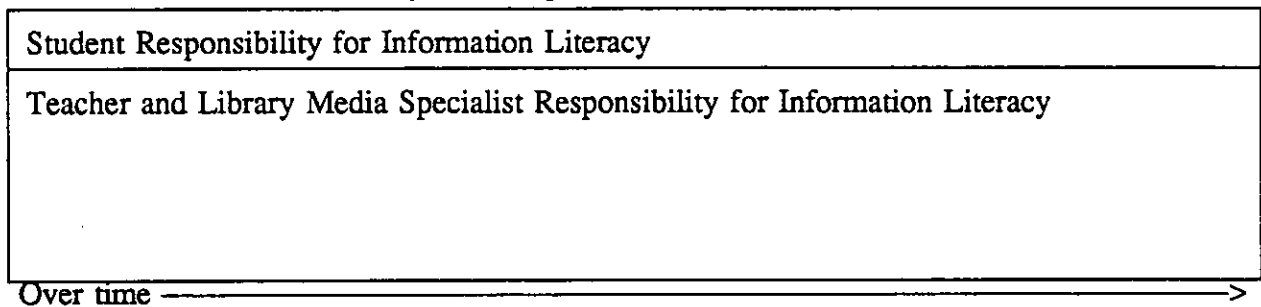 Student Responsibility for Information Literacy
Teacher and Library Media Specialist Responsibility for Information Literacy
Over time